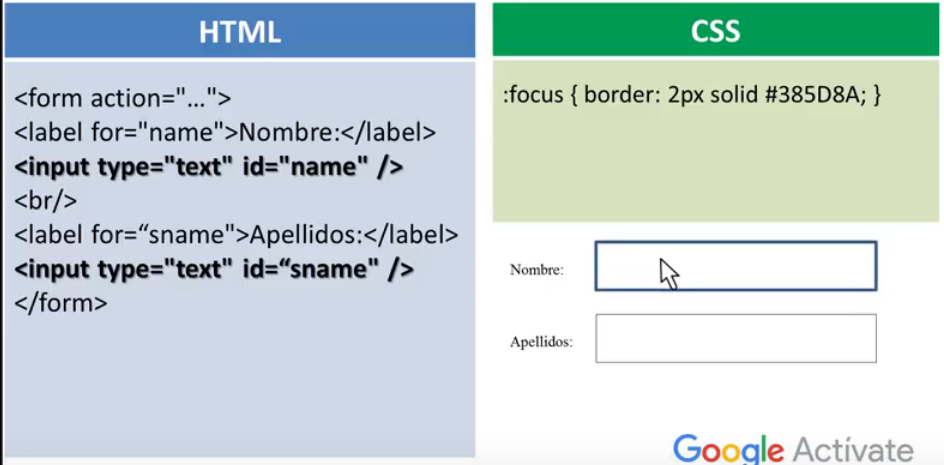 HTML
<form action="...">
<label for="name">Nombre:</label>
<input type="text" id="name" />
<br/>
<label for=“sname">Apellidos:</label>
<input type="text" id=“sname" />
</form>
CSS
:focus { border: 2px solid #385D8A; }
Nombre:
Apellidos:
Google Actívate